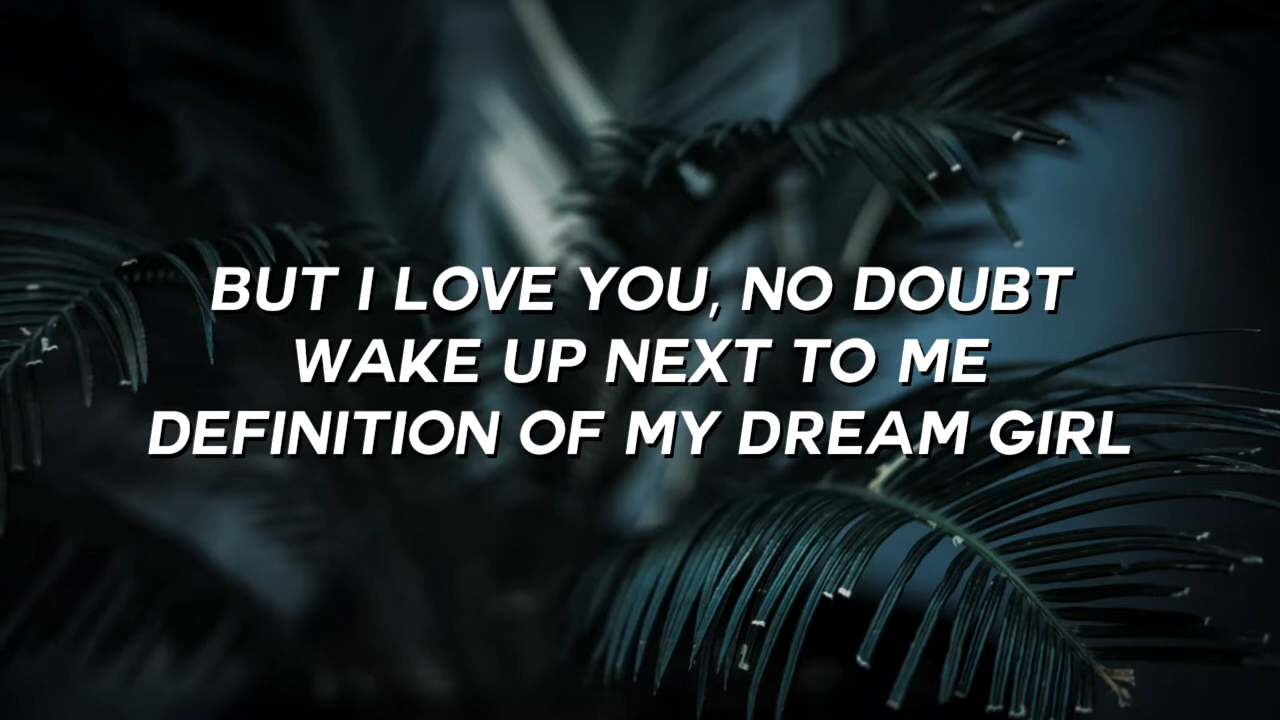 BUT I LOVE YOU, NO DOUBT
WAKE UP NEXT TO ME
DEFINITION OF MY DREAM GIRL